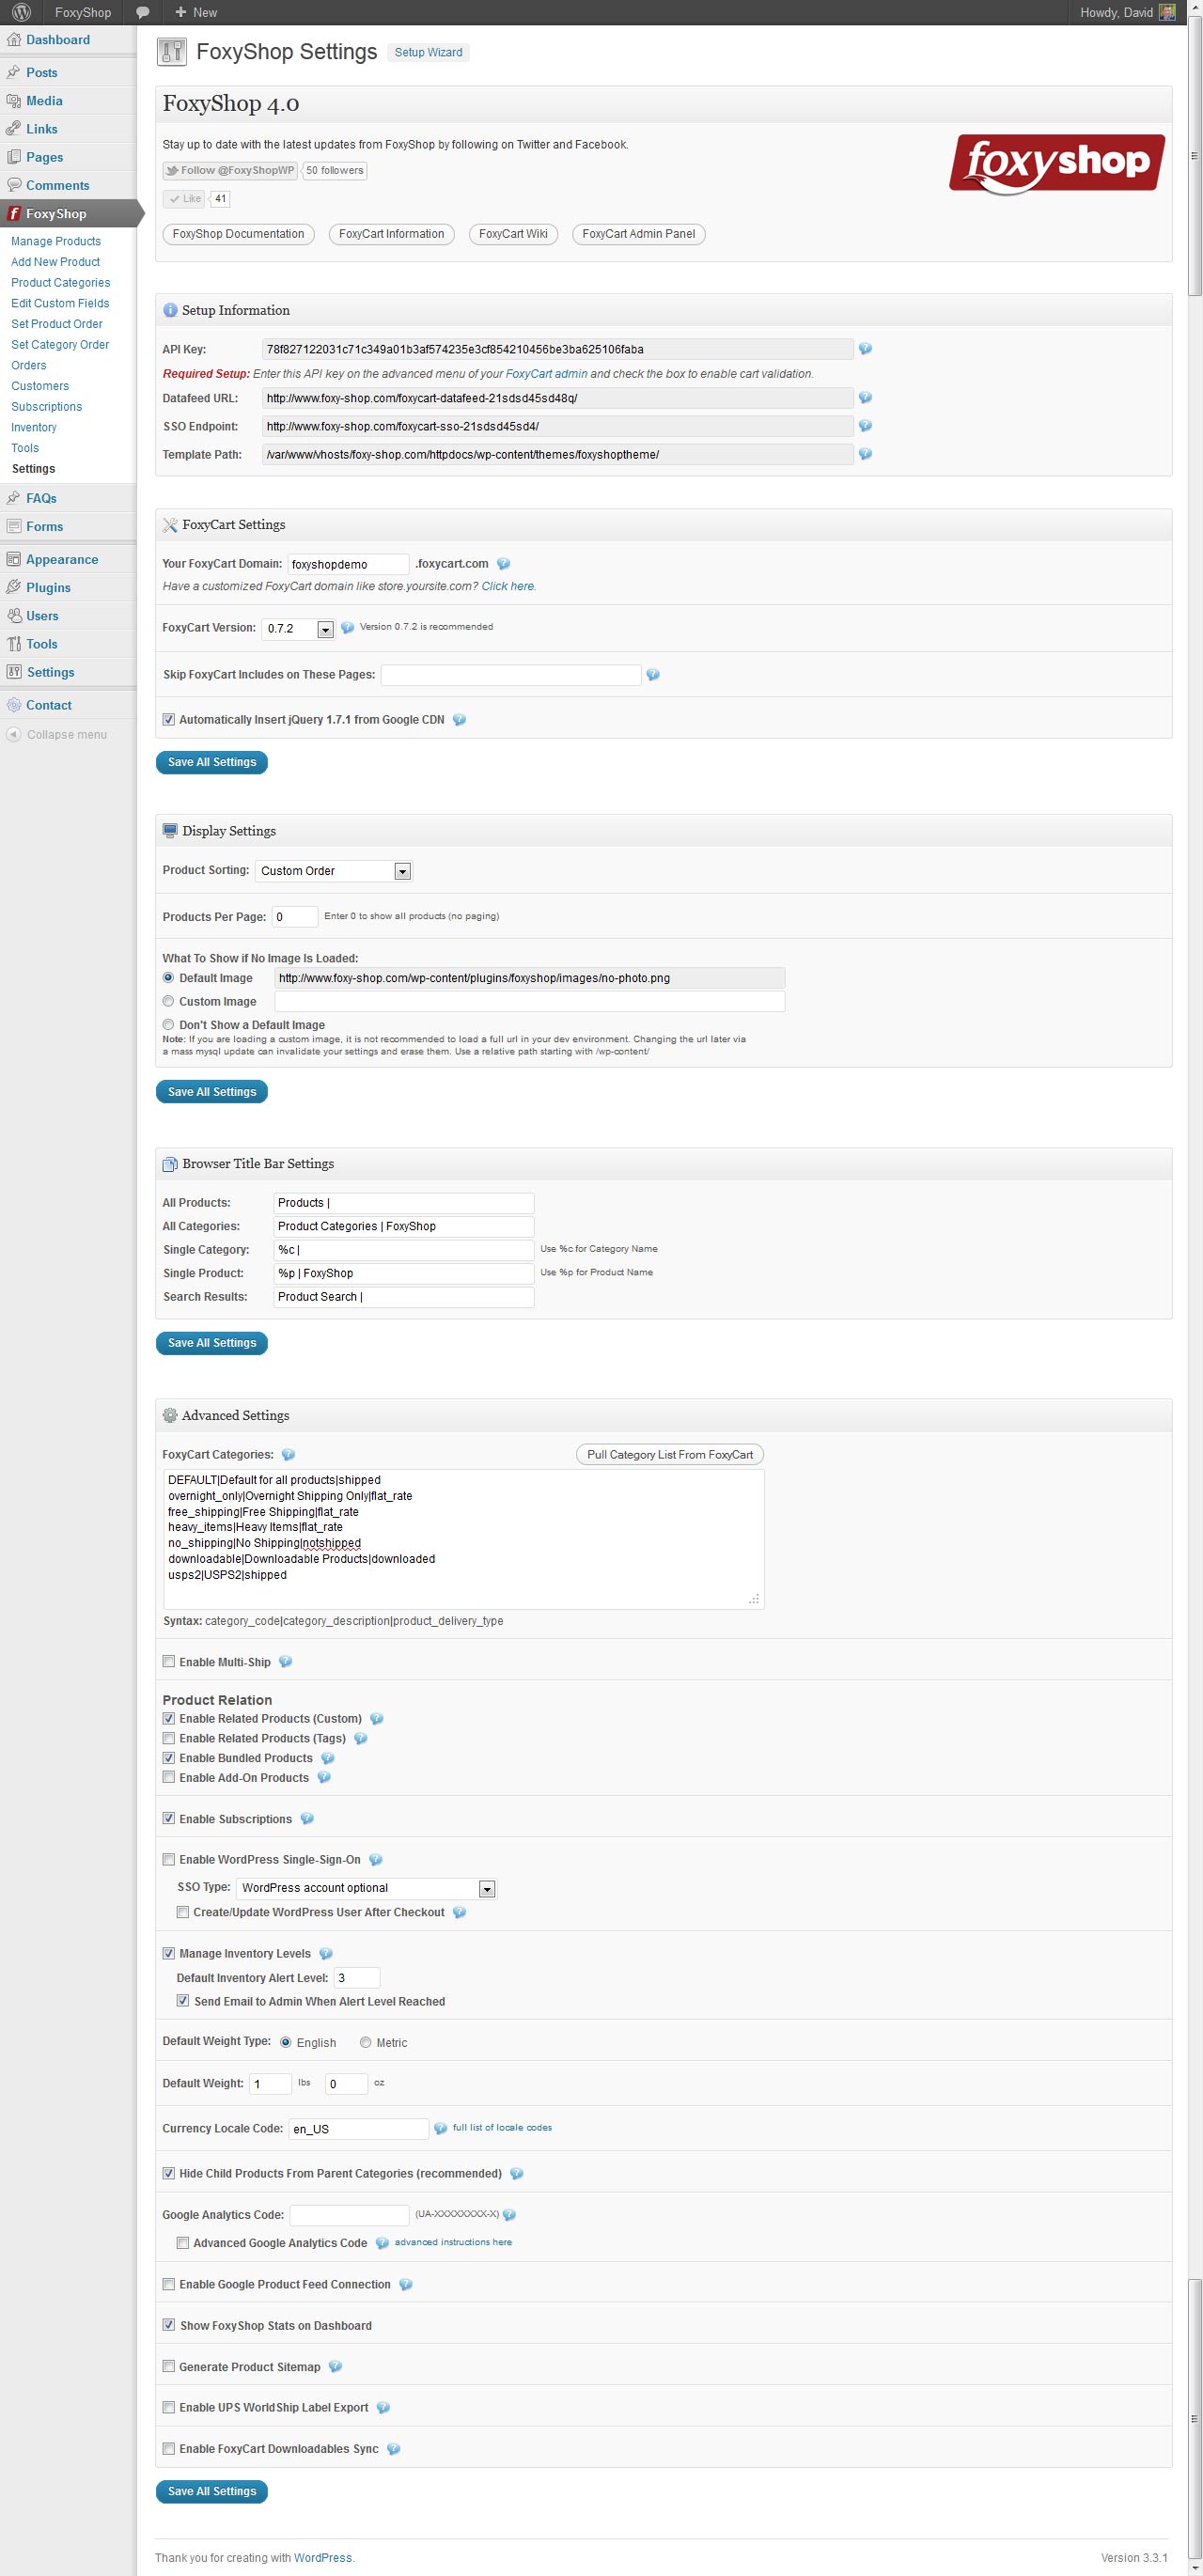 FoxyShop
New
Howdy, David
Dashboard
Posts
Media
Links
Pages
Comments
FoxyShop
Manage Products
Add New Product
Product Categories
Edit Custom Fields
Set Product Order
Set Category Order
Orders
Customers
Subscriptions
Inventory
Tools
Settings
FAQs
Forms
Appearance
Plugins
Users
Tools
Settings
Contact
Collapse menu
FoxyShop Settings Setup Wizard
FoxyShop 4.0
Stay up to date with the latest updates from FoxyShop by following on Twitter and Facebook.
Follow @FoxyShopWP 50 followers
Like 41
foxyshop
FoxyShop Documentation FoxyCart Information FoxyCart Wiki FoxyCart Admin Panel
Setup Information
API Key: 78f827122031c71c349a01b3af574235e3cf854210456be3ba625106faba
Required Setup: Enter this API key on the advanced menu of your FoxyCart admin and check the box to enable cart validation.
Datafeed URL: http://www.foxy-shop.com/foxycart-datafeed-21sdsd45sd48q/
SSO Endpoint: http://www.foxy-shop.com/foxycart-sso-21sdsd45sd4/
Template Path: /var/www/vhosts/foxy-shop.com/httpdocs/wp-content/themes/foxyshoptheme/
FoxyCart Settings
Your FoxyCart Domain: foxyshopdemo .foxycart.com
Have a customized FoxyCart domain like store.yoursite.com? Click here.
FoxyCart Version: 0.7.2 Version 0.7.2 is recommended
Skip FoxyCart Includes on These Pages:
Automatically Insert jQuery 1.7.1 from Google CDN
Save All Settings
Display Settings
Product Sorting: Custom Order
Products Per Page: 0 Enter 0 to show all products (no paging)
What To Show if No Image Is Loaded:
Default Image http://www.foxy-shop.com/wp-content/plugins/foxyshop/images/no-photo.png
Custom Image
Don't Show a Default Image
Note: If you are loading a custom image, it is not recommended to load a full url in your dev environment. Changing the url later via
a mass mysql update can invalidate your settings and erase them. Use a relative path starting with /wp-content/
Save All Settings
Browser Title Bar Settings
All Products: Products |
All Categories: Product Categories | FoxyShop
Single Category: %c | Use %c for Category Name
Single Product: %p | FoxyShop Use %p for Product Name
Search Results: Product Search |
Save All Settings
Advanced Settings
FoxyCart Categories: Pull Category List From FoxyCart
DEFAULT|Default for all products|shipped
overnight_only|Overnight Shipping Only|flat_rate
free_shipping|Free Shipping|flat_rate
heavy_items|Heavy Items|flat_rate
no_shipping|No Shipping|notshipped
downloadable|Downloadable Products|downloaded
usps2|USPS2|shipped
Syntax: category_code|category_description|product_delivery_type
Enable Multi-Ship
Product Relation
Enable Related Products (Custom)
Enable Related Products (Tags)
Enable Bundled Products
Enable Add-On Products
Enable Subscriptions
Enable WordPress Single-Sign-On
SSO Type: WordPress account optional
Create/Update WordPress User After Checkout
Manage Inventory Levels
Default Inventory Alert Level: 3
Send Email to Admin When Alert Level Reached
Default Weight Type: English Metric
Default Weight: 1 lbs 0 oz
Currency Locale Code: en_US full list of locale codes
Hide Child Products From Parent Categories (recommended)
Google Analytics Code: (UA-XXXXXXXX-X)
Advanced Google Analytics Code advanced instructions here
Enable Google Product Feed Connection
Show FoxyShop Stats on Dashboard
Generate Product Sitemap
Enable UPS WorldShip Label Export
Enable FoxyCart Downloadables Sync
Save All Settings
Thank you for creating with WordPress. Version 3.3.1